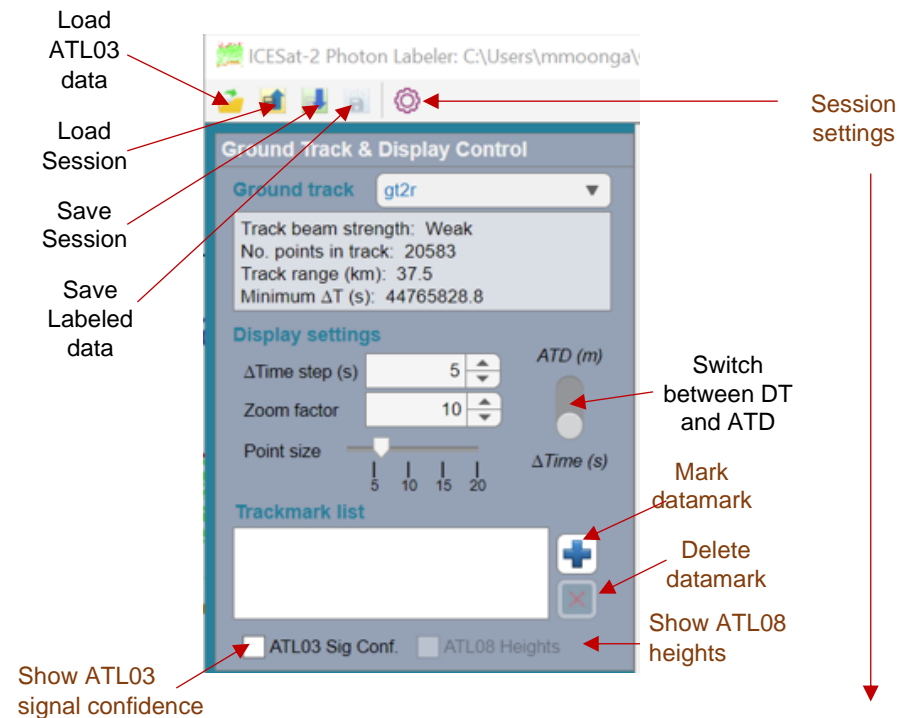 Load
ATL03
data
ICESat-2 Photon Labeler: C:\Users\mmoonga\
Load
Session
Session
settings
Ground Track & Display Control
Ground track gt2r
Save
Session
Track beam strength: Weak
No. points in track: 20583
Track range (km): 37.5
Minimum ΔT (s): 44765828.8
Save
Labeled
data
Display settings
ΔTime step (s) 5
ATD (m)
Zoom factor 10
Switch
between DT
and ATD
Point size
5 10 15 20
ΔTime (s)
Mark
datamark
Trackmark list
Delete
datamark
ATL03 Sig Conf. ATL08 Heights
Show ATL08
heights
Show ATL03
signal confidence